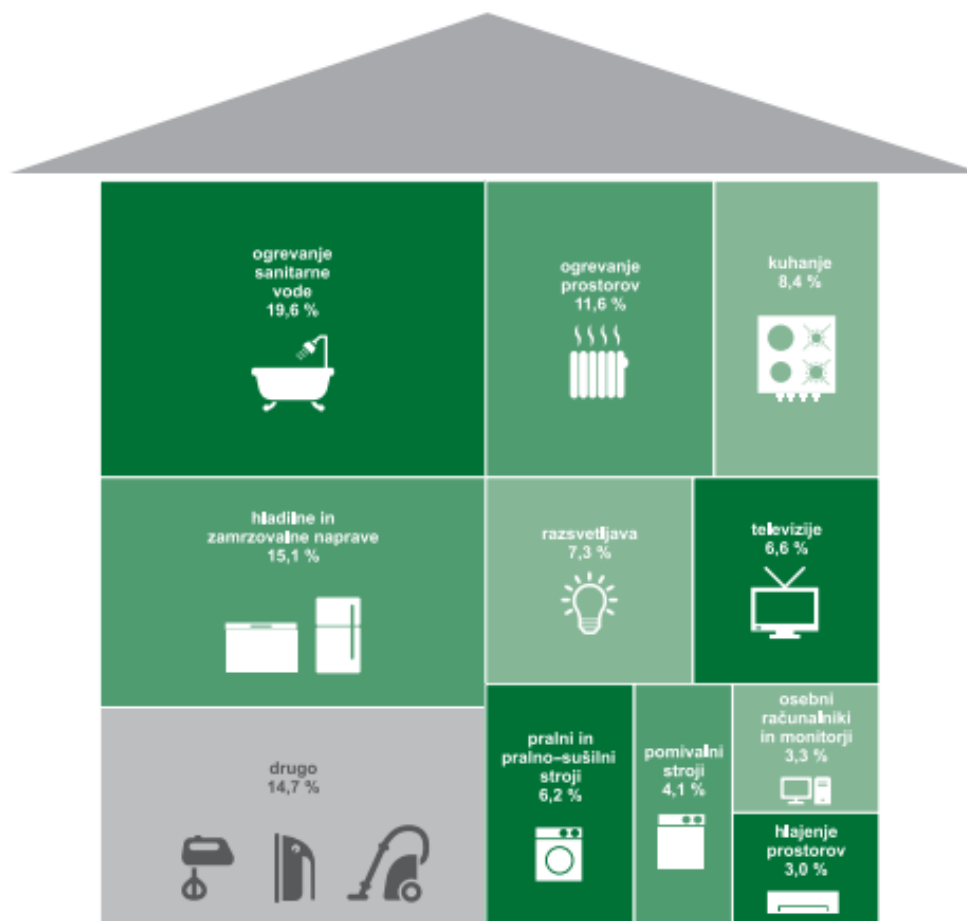 ogrevanje
sanitarne
vode
19,6 %
ogrevanje
prostorov
11,6 %
kuhanje
8,4 %
hladilne in
zamrzovalne naprave
15,1 %
razsvetljava
7,3 %
televizije
6,6 %
drugo
14,7 %
pralni in
pralno–sušilni
stroji
6,2 %
pomivalni
stroji
4,1 %
osebni
računalniki
in monitorji
3,3 %
hlajenje
prostorov
3,0 %